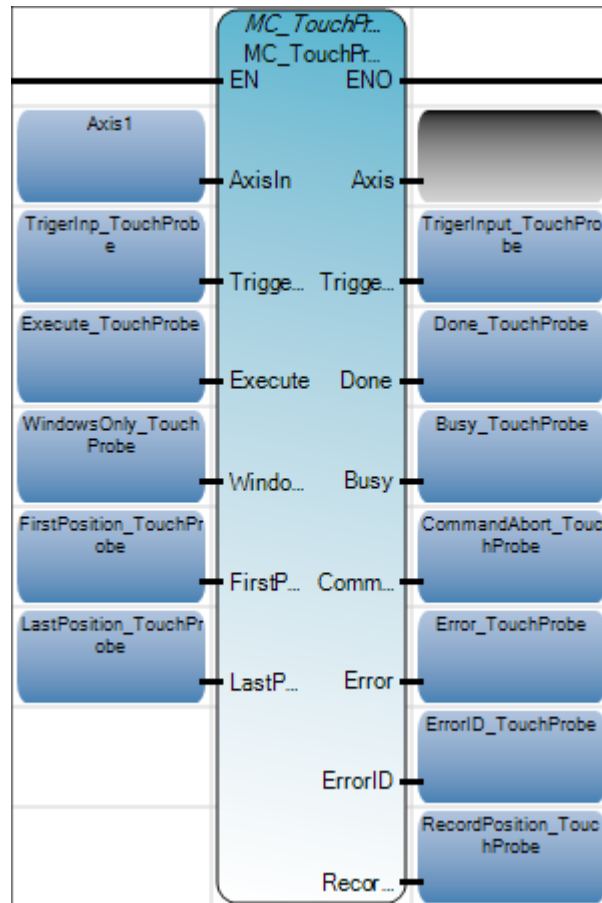 MC_TouchPr...
MC_TouchPr...
EN ENO
Axis1
AxisIn Axis
TrigerInp_TouchProb
e
TrigerInput_TouchPro
be
Trigge... Trigge...
Execute_TouchProbe
Done_TouchProbe
Execute Done
WindowsOnly_Touch
Probe
Busy_TouchProbe
Windo... Busy
FirstPosition_TouchPr
obe
CommandAbort_Touc
hProbe
FirstP... Comm...
LastPosition_TouchPr
obe
Error_TouchProbe
LastP... Error
ErrorID_TouchProbe
ErrorID
RecordPosition_Touc
hProbe
Recor...